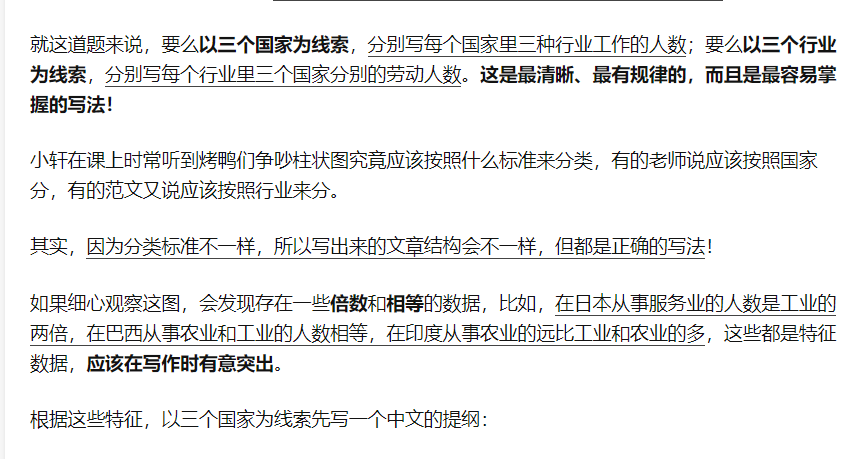 就这道题来说，要么以三个国家为线索，分别写每个国家里三种行业工作的人数；要么以三个行业
为线索，分别写每个行业里三个国家分别的劳动人数。这是最清晰、最有规律的，而且是最容易掌
握的写法！
小轩在课上时常听到烤鸭们争吵柱状图究竟应该按照什么标准来分类，有的老师说应该按照国家
分，有的范文又说应该按照行业来分。
其实，因为分类标准不一样，所以写出来的文章结构会不一样，但都是正确的写法！
如果细心观察这图，会发现存在一些倍数和相等的数据，比如，在日本从事服务业的人数是工业的
两倍，在巴西从事农业和工业的人数相等，在印度从事农业的远比工业和农业的多，这些都是特征
数据，应该在写作时有意突出。
根据这些特征，以三个国家为线索先写一个中文的提纲：